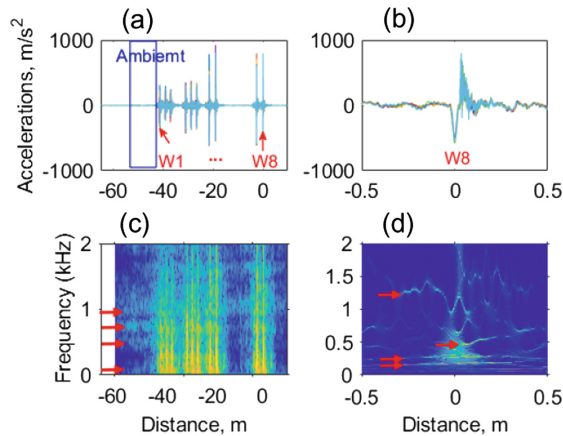 (a)
(b)
Accelerations, m/s²
1000
0
-1000
Ambiemt
W1
...
W8
-60 -40 -20 0
1000
0
-1000
W8
-0.5 0 0.5
(c)
(d)
Frequency (kHz)
2
1
0
-60 -40 -20 0
Distance, m
2
1.5
1
0.5
0
-0.5 0 0.5
Distance, m